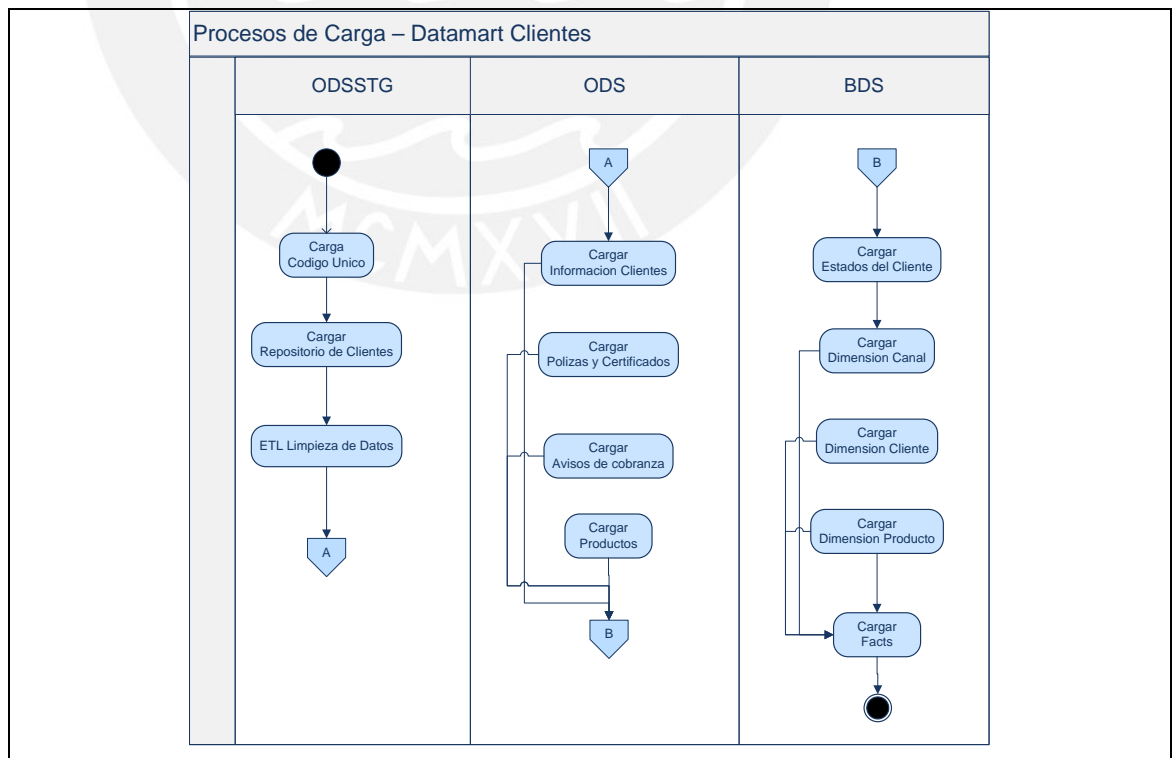 Procesos de Carga – Datamart Clientes
ODSSTG
ODS
BDS
Carga
Codigo Unico
Cargar
Repositorio de Clientes
ETL Limpieza de Datos
A
A
Cargar
Informacion Clientes
Cargar
Polizas y Certificados
Cargar
Avisos de cobranza
Cargar
Productos
B
B
Cargar
Estados del Cliente
Cargar
Dimension Canal
Cargar
Dimension Cliente
Cargar
Dimension Producto
Cargar
Facts
MCMXVII